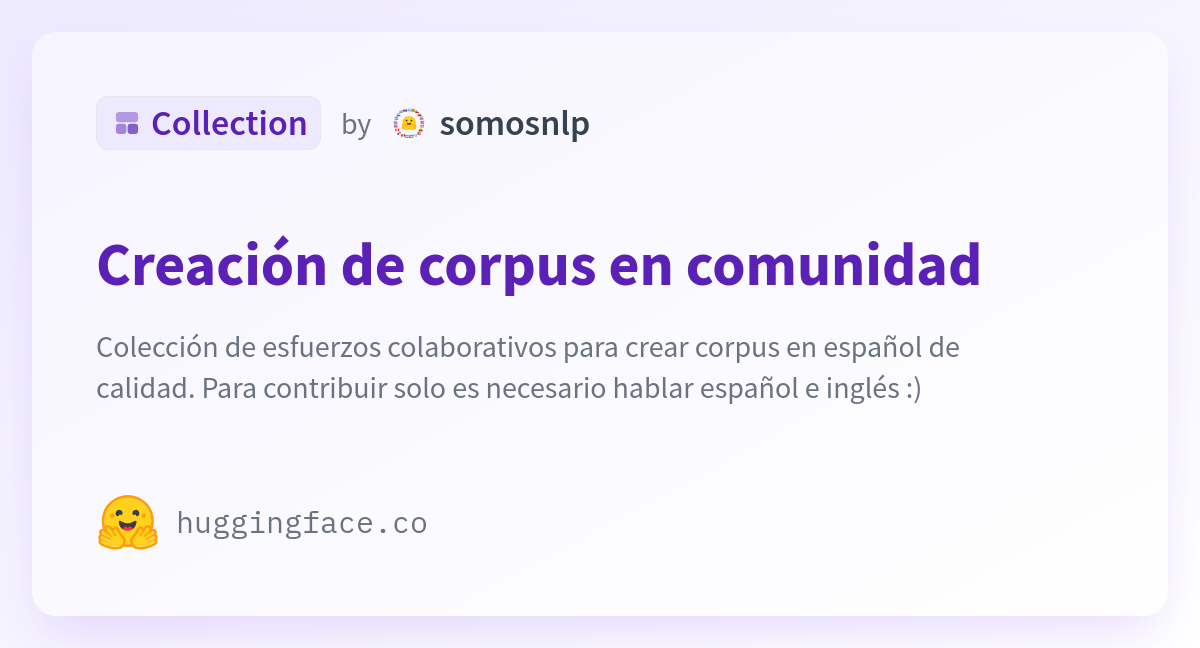 Collection by somosnlp
Creación de corpus en comunidad
Colección de esfuerzos colaborativos para crear corpus en español de
calidad. Para contribuir solo es necesario hablar español e inglés :)
huggingface.co